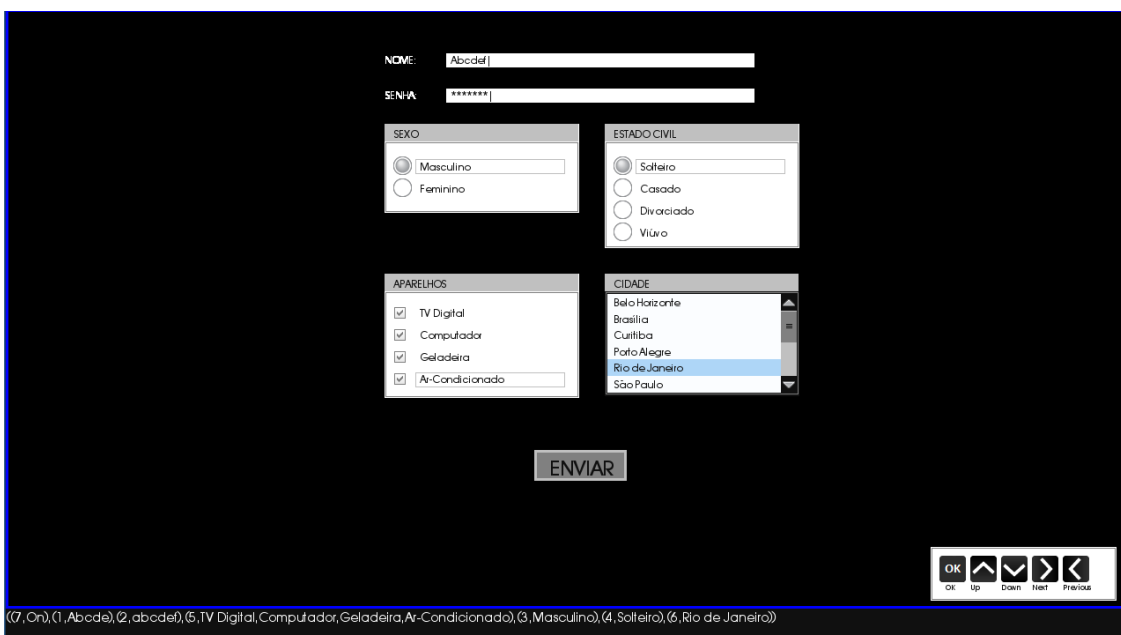 NOME: Abcdef|
SENHA: *******|
SEXO
Masculino
Feminino
ESTADO CIVIL
Solteiro
Casado
Divorciado
Viúvo
APARELHOS
TV Digital
Computador
Geladeira
Ar-Condicionado
CIDADE
Belo Horizonte
Brasília
Curitiba
Porto Alegre
Rio de Janeiro
São Paulo
ENVIAR
OK
OK Up Down Next Previous
((7,On),(1,Abcde),(2,abcdef),(5,TV Digital,Computador,Geladeira,Ar-Condicionado),(3,Masculino),(4,Solteiro),(6,Rio de Janeiro))